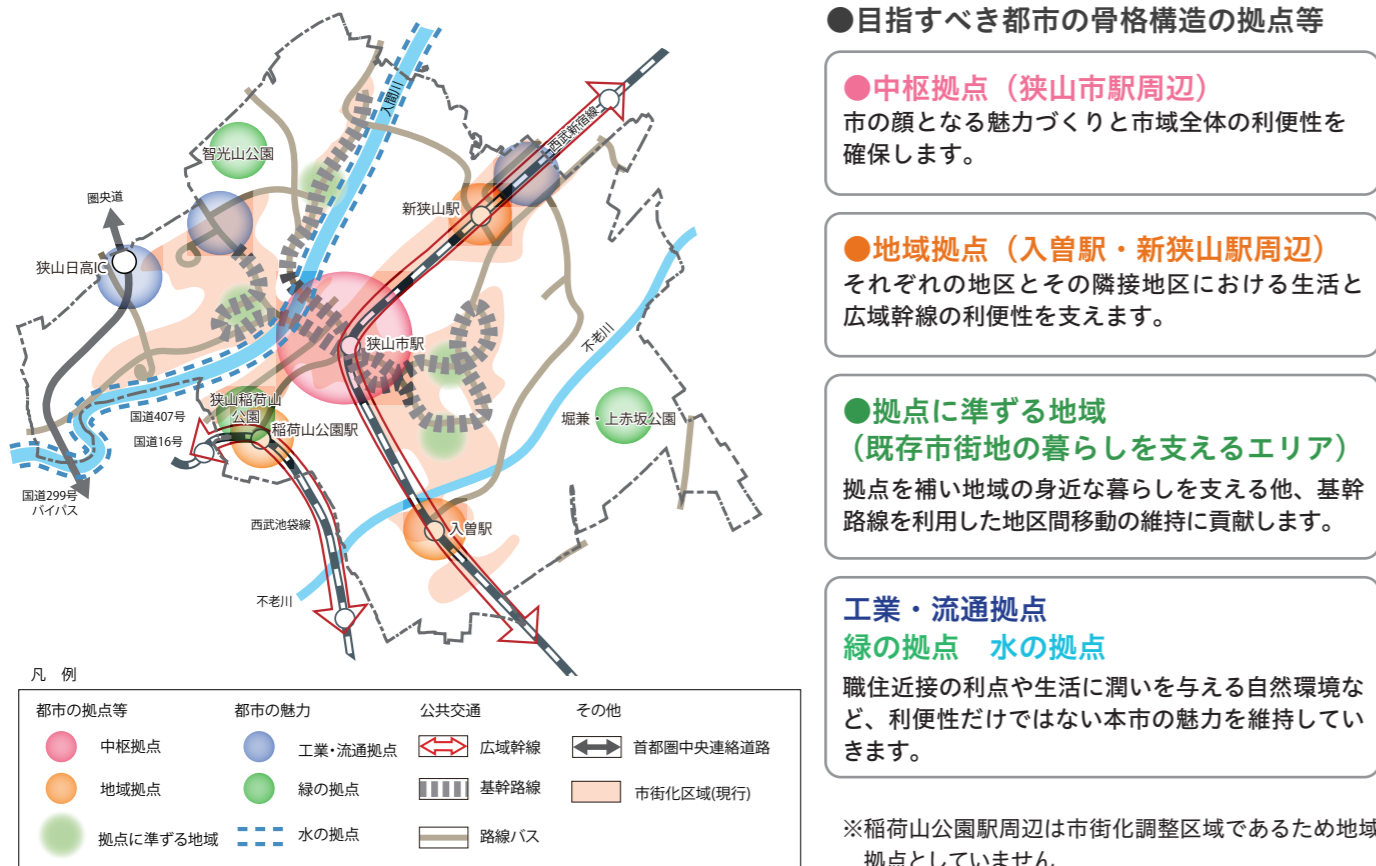 入間川
智光山公園
西武新宿線
圏央道
新狭山駅
狭山日高IC
狭山市駅
不老川
国道407号
狭山稲荷山
公園
稲荷山公園駅
堀兼・上赤坂公園
国道16号
国道299号
バイパス
西武池袋線
入曽駅
不老川
凡 例
都市の拠点等
都市の魅力
公共交通
その他
中枢拠点
工業・流通拠点
広域幹線
首都圏中央連絡道路
地域拠点
緑の拠点
基幹路線
市街化区域(現行)
拠点に準ずる地域
水の拠点
路線バス
●目指すべき都市の骨格構造の拠点等
●中枢拠点（狭山市駅周辺）
市の顔となる魅力づくりと市域全体の利便性を
確保します。
●地域拠点（入曽駅・新狭山駅周辺）
それぞれの地区とその隣接地区における生活と
広域幹線の利便性を支えます。
●拠点に準ずる地域
（既存市街地の暮らしを支えるエリア）
拠点を補い地域の身近な暮らしを支える他、基幹
路線を利用した地区間移動の維持に貢献します。
工業・流通拠点
緑の拠点　水の拠点
職住近接の利点や生活に潤いを与える自然環境な
ど、利便性だけではない本市の魅力を維持してい
きます。
※稲荷山公園駅周辺は市街化調整区域であるため地域
拠点としていません